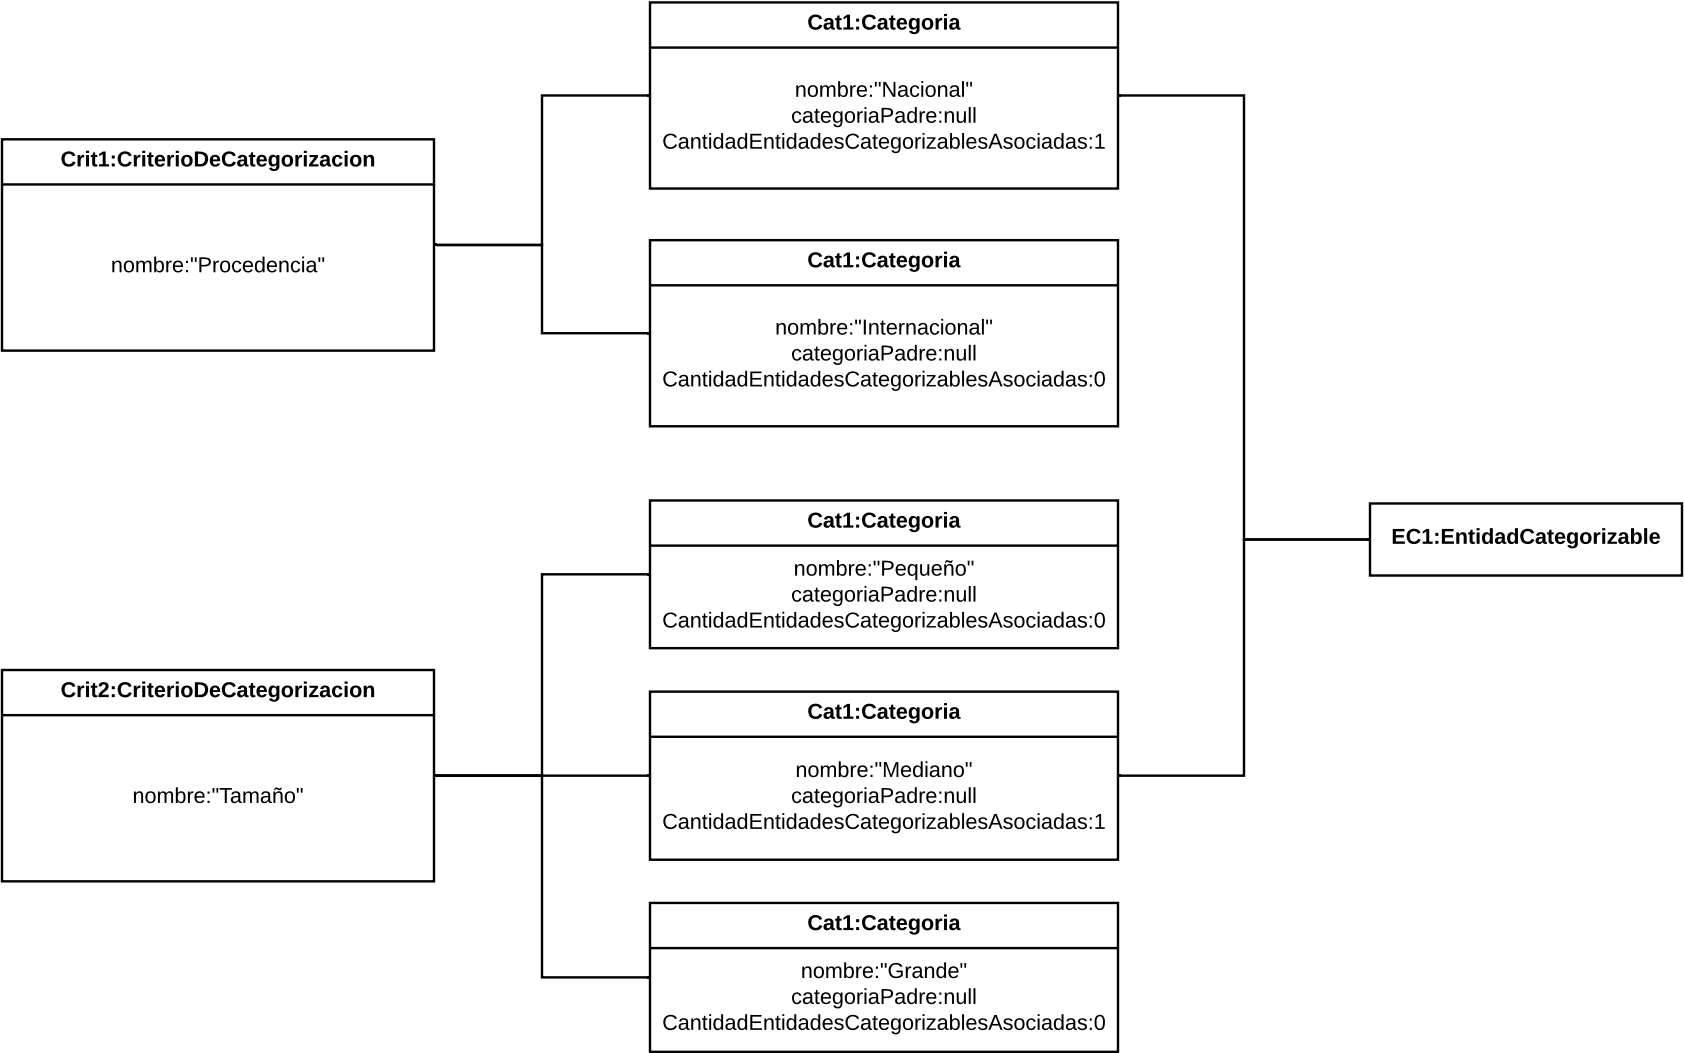 Cat1:Categoria
nombre:"Nacional"
categoriaPadre:null
CantidadEntidadesCategorizablesAsociadas:1
Crit1:CriterioDeCategorizacion
nombre:"Procedencia"
Cat1:Categoria
nombre:"Internacional"
categoriaPadre:null
CantidadEntidadesCategorizablesAsociadas:0
Cat1:Categoria
nombre:"Pequeño"
categoriaPadre:null
CantidadEntidadesCategorizablesAsociadas:0
EC1:EntidadCategorizable
Crit2:CriterioDeCategorizacion
nombre:"Tamaño"
Cat1:Categoria
nombre:"Mediano"
categoriaPadre:null
CantidadEntidadesCategorizablesAsociadas:1
Cat1:Categoria
nombre:"Grande"
categoriaPadre:null
CantidadEntidadesCategorizablesAsociadas:0